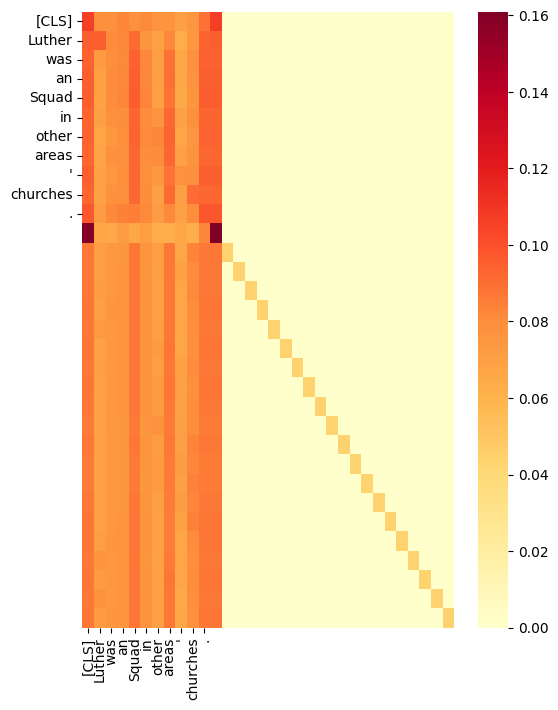 [CLS]
Luther
was
an
Squad
in
other
areas
'
churches
.
0.16
0.14
0.12
0.10
0.08
0.06
0.04
0.02
0.00
[CLS]
Luther
was
an
Squad
in
other
areas
'
churches
.